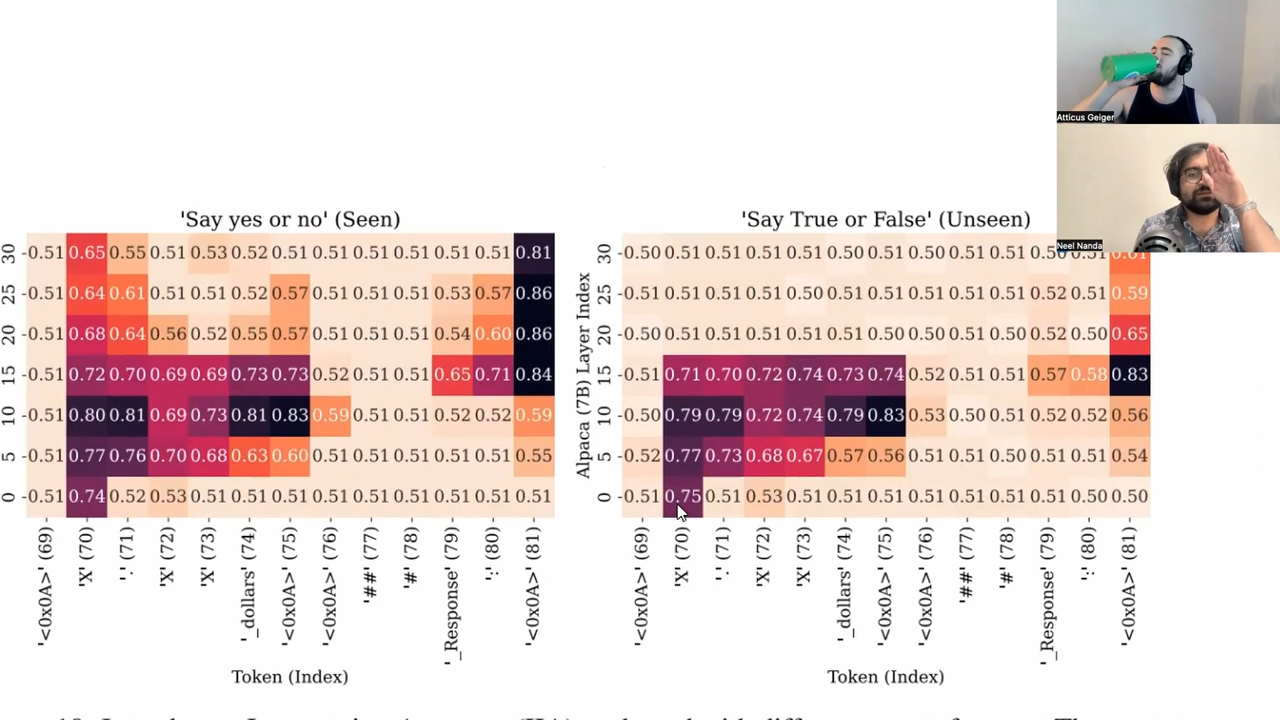 Atticus Geiger
Neel Nanda
'Say yes or no' (Seen)
30 0.51 0.65 0.55 0.51 0.53 0.52 0.51 0.51 0.51 0.51 0.51 0.51 0.81
25 0.51 0.64 0.61 0.51 0.51 0.52 0.57 0.51 0.51 0.51 0.53 0.57 0.86
20 0.51 0.68 0.64 0.56 0.52 0.55 0.57 0.51 0.51 0.51 0.54 0.60 0.86
15 0.51 0.72 0.70 0.69 0.69 0.73 0.73 0.52 0.51 0.51 0.65 0.71 0.84
10 0.51 0.80 0.81 0.69 0.73 0.81 0.83 0.59 0.51 0.51 0.52 0.52 0.59
5 0.51 0.77 0.76 0.70 0.68 0.63 0.60 0.51 0.51 0.51 0.51 0.51 0.55
0 0.51 0.74 0.52 0.53 0.51 0.51 0.51 0.51 0.51 0.51 0.51 0.51 0.51
'<0x0A>' (69)
'X' (70)
'.' (71)
'X' (72)
'X' (73)
'_dollars' (74)
'<0x0A>' (75)
'<0x0A>' (76)
'##' (77)
'#' (78)
'_Response' (79)
':' (80)
'<0x0A>' (81)
Token (Index)
'Say True or False' (Unseen)
Alpaca (7B) Layer Index
30 0.50 0.51 0.51 0.51 0.51 0.50 0.51 0.50 0.51 0.51 0.50 0.51 0.61
25 0.51 0.51 0.51 0.51 0.50 0.51 0.51 0.51 0.51 0.51 0.52 0.51 0.59
20 0.50 0.51 0.51 0.51 0.51 0.51 0.50 0.50 0.51 0.50 0.52 0.50 0.65
15 0.51 0.71 0.70 0.72 0.74 0.73 0.74 0.52 0.51 0.51 0.57 0.58 0.83
10 0.50 0.79 0.79 0.72 0.74 0.79 0.83 0.53 0.50 0.51 0.52 0.52 0.56
5 0.52 0.77 0.73 0.68 0.67 0.57 0.56 0.51 0.51 0.50 0.51 0.51 0.54
0 0.51 0.75 0.51 0.53 0.51 0.51 0.51 0.51 0.51 0.51 0.51 0.50 0.50
'<0x0A>' (69)
'X' (70)
'.' (71)
'X' (72)
'X' (73)
'_dollars' (74)
'<0x0A>' (75)
'<0x0A>' (76)
'##' (77)
'#' (78)
'_Response' (79)
':' (80)
'<0x0A>' (81)
Token (Index)